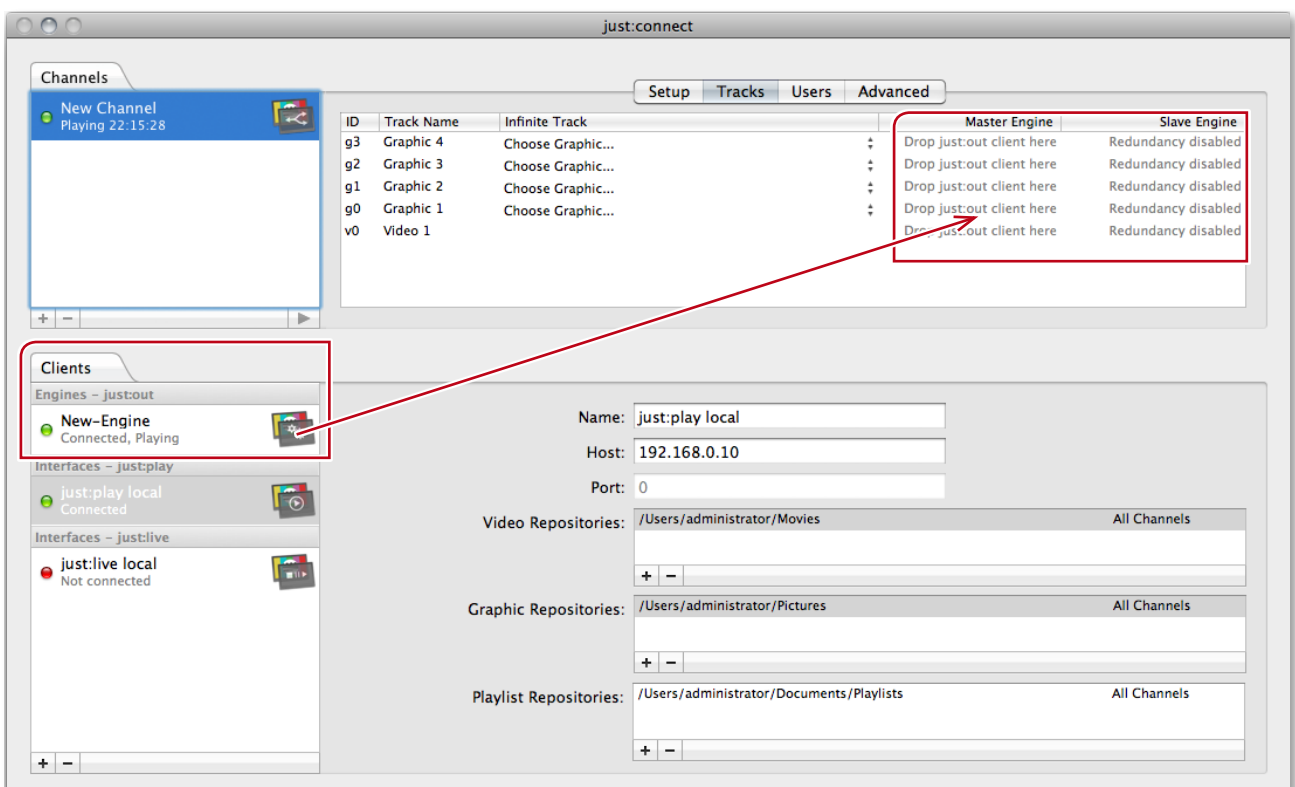 just:connect
Channels
New Channel
Playing 22:15:28
Setup Tracks Users Advanced
ID Track Name Infinite Track Master Engine Slave Engine
g3 Graphic 4 Choose Graphic... Drop just:out client here Redundancy disabled
g2 Graphic 3 Choose Graphic... Drop just:out client here Redundancy disabled
g1 Graphic 2 Choose Graphic... Drop just:out client here Redundancy disabled
g0 Graphic 1 Choose Graphic... Drop just:out client here Redundancy disabled
v0 Video 1 Drop just:out client here Redundancy disabled
Clients
Engines – just:out
New-Engine
Connected, Playing
Interfaces – just:play
just:play local
Connected
Interfaces – just:live
just:live local
Not connected
Name: just:play local
Host: 192.168.0.10
Port: 0
Video Repositories: /Users/administrator/Movies All Channels
Graphic Repositories: /Users/administrator/Pictures All Channels
Playlist Repositories: /Users/administrator/Documents/Playlists All Channels